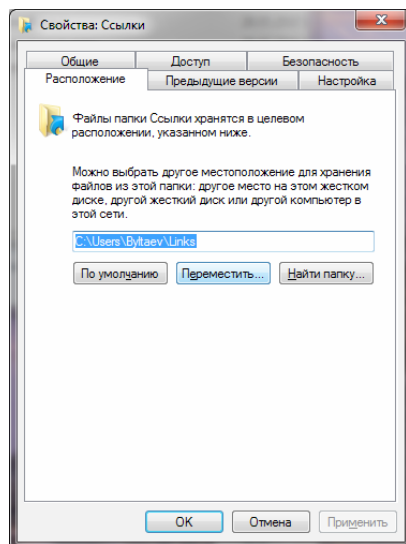 Свойства: Ссылки
Общие Доступ Безопасность
Расположение Предыдущие версии Настройка
Файлы папки Ссылки хранятся в целевом
расположении, указанном ниже.
Можно выбрать другое местоположение для хранения
файлов из этой папки: другое место на этом жестком
диске, другой жесткий диск или другой компьютер в
этой сети.
C:\Users\Byltaev\Links
По умолчанию Переместить... Найти папку...
OK Отмена Применить